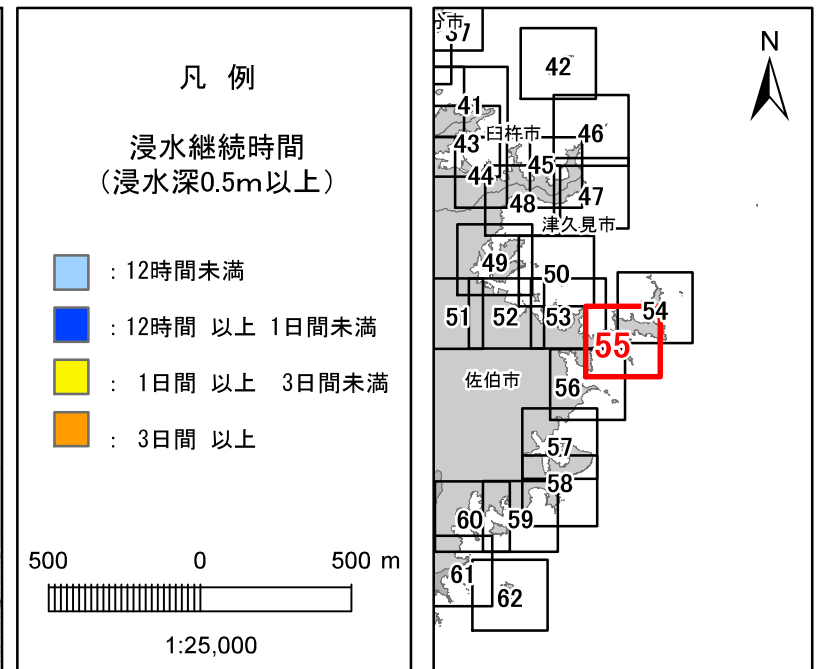 凡 例
浸水継続時間
（浸水深0.5m以上）
：12時間未満
：12時間 以上 1日間未満
： 1日間 以上 3日間未満
： 3日間 以上
500 0 500 m
1:25,000
N
分市
37
42
41
臼杵市
46
43
45
44
47
48
津久見市
49
50
54
51
52
53
55
佐伯市
56
57
58
60
59
61
62